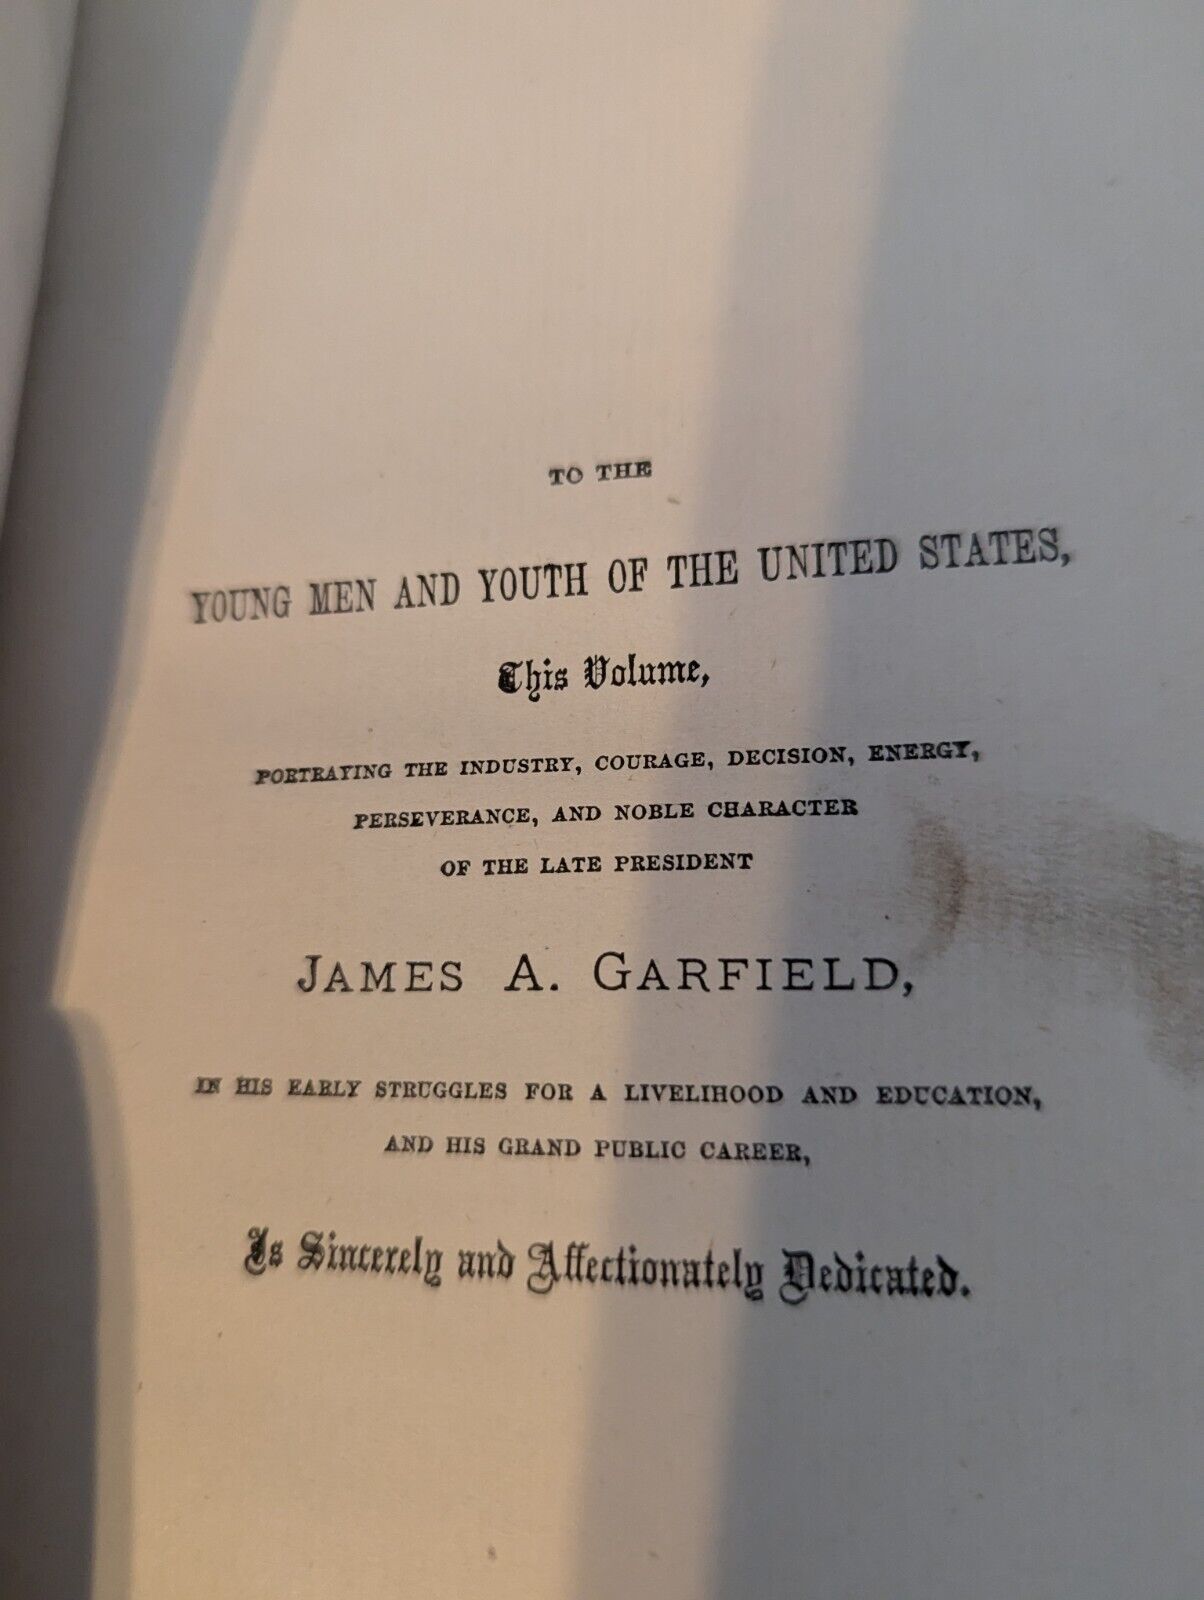 TO THE
YOUNG MEN AND YOUTH OF THE UNITED STATES,
This Volume,
PORTRAYING THE INDUSTRY, COURAGE, DECISION, ENERGY,
PERSEVERANCE, AND NOBLE CHARACTER
OF THE LATE PRESIDENT
JAMES A. GARFIELD,
IN HIS EARLY STRUGGLES FOR A LIVELIHOOD AND EDUCATION,
AND HIS GRAND PUBLIC CAREER,
Is Sincerely and Affectionately Dedicated.